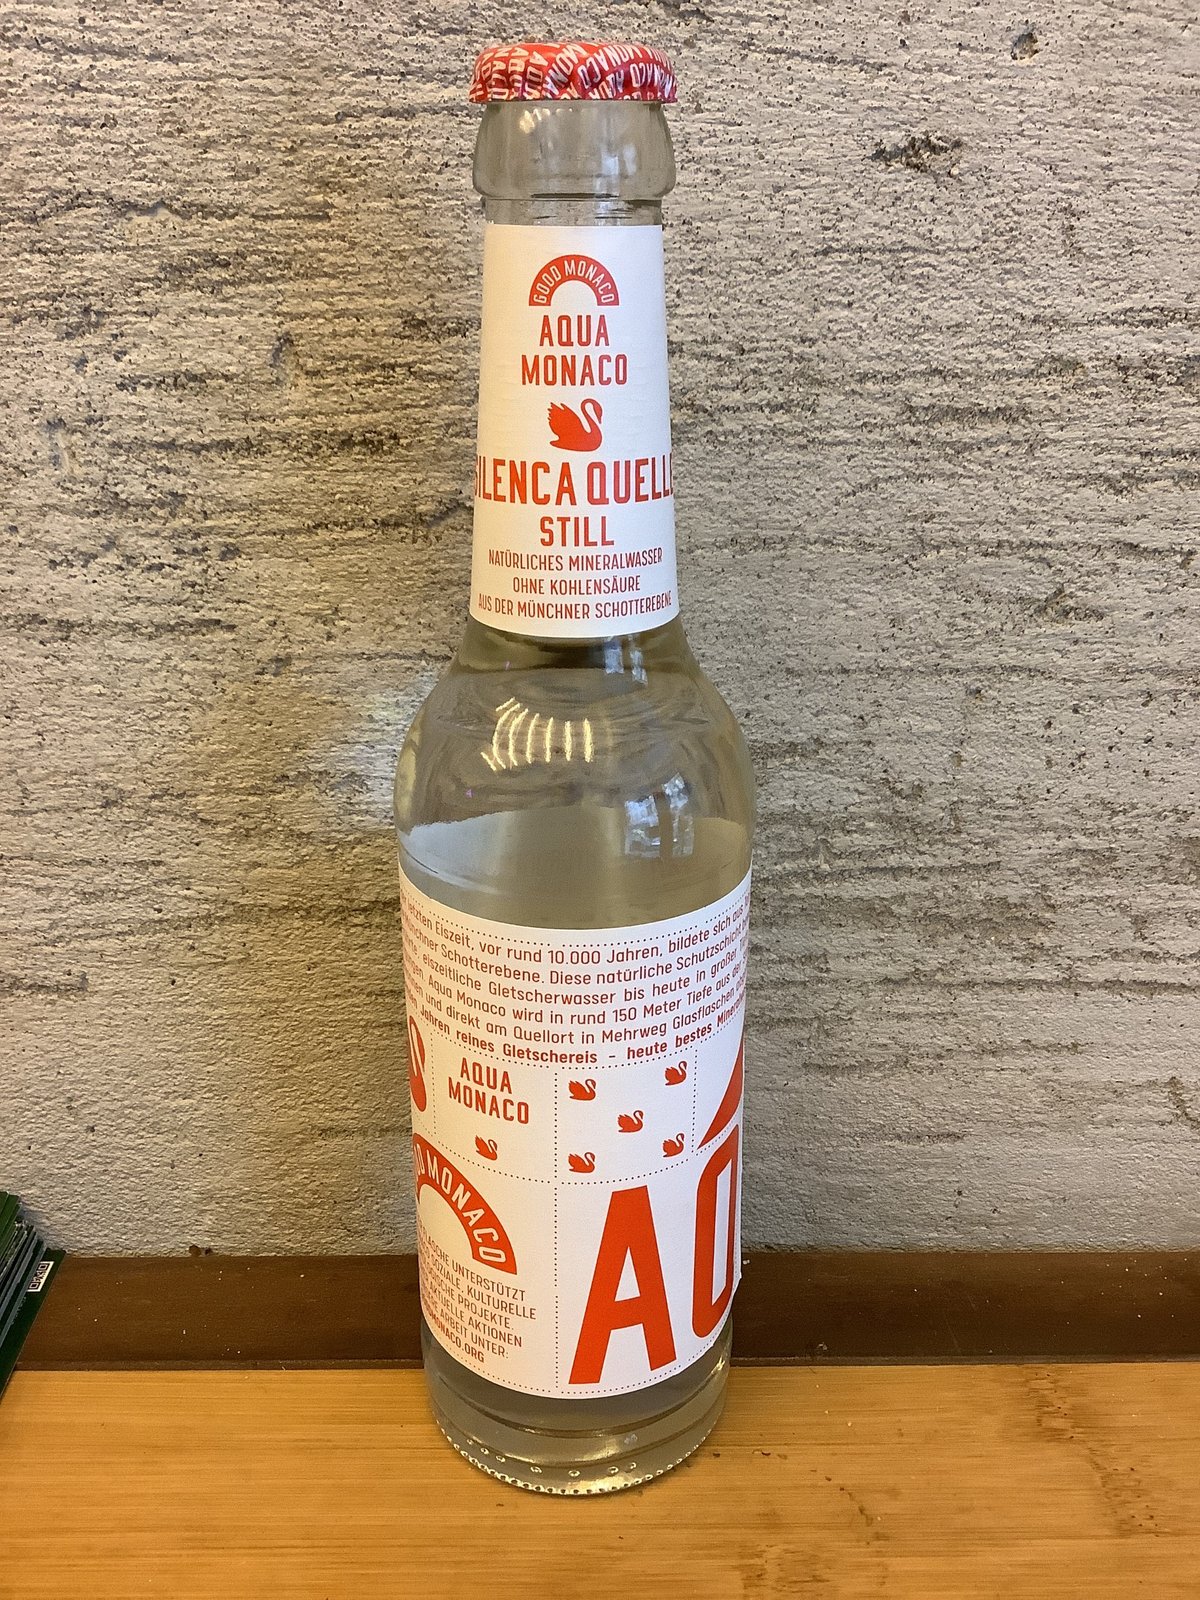 GOOD MONACO
AQUA
MONACO
SILENCA QUELLE
STILL
NATÜRLICHES MINERALWASSER
OHNE KOHLENSÄURE
AUS DER MÜNCHNER SCHOTTEREBENE
letzten Eiszeit, vor rund 10.000 Jahren, bildete sich aus
Münchner Schotterebene. Diese natürliche Schutzschicht
eiszeitliche Gletscherwasser bis heute in großer
Aqua Monaco wird in rund 150 Meter Tiefe aus der
und direkt am Quellort in Mehrweg Glasflaschen
Jahren reines Gletschereis - heute bestes
AQUA
MONACO
MONACO
UNTERSTÜTZT
SOZIALE, KULTURELLE
PROJEKTE.
AKTIONEN
UNTER:
AQ